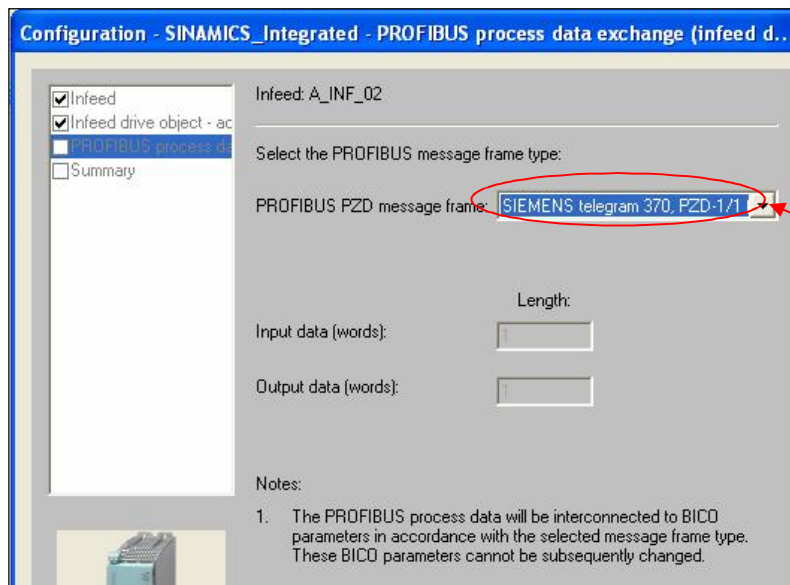 Configuration - SINAMICS_Integrated - PROFIBUS process data exchange (infeed d...
Infeed
Infeed drive object - ac
PROFIBUS process da
Summary
Infeed: A_INF_02
Select the PROFIBUS message frame type:
PROFIBUS PZD message frame: SIEMENS telegram 370, PZD-1/1
Length:
Input data (words): 1
Output data (words): 1
Notes:
1. The PROFIBUS process data will be interconnected to BICO
parameters in accordance with the selected message frame type.
These BICO parameters cannot be subsequently changed.